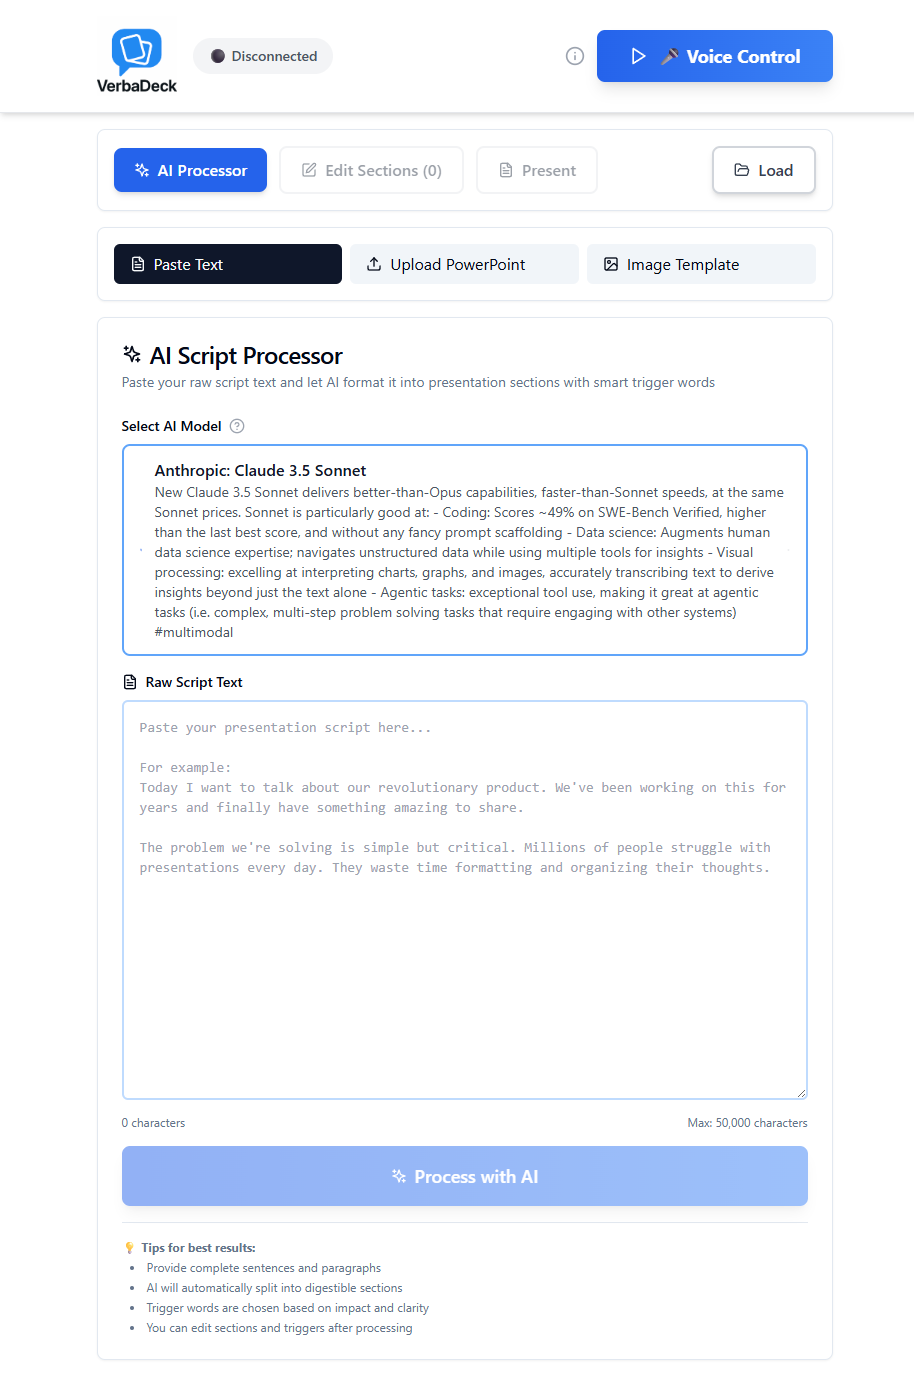 VerbaDeck
Disconnected
Voice Control
AI Processor
Edit Sections (0)
Present
Load
Paste Text
Upload PowerPoint
Image Template
AI Script Processor
Paste your raw script text and let AI format it into presentation sections with smart trigger words
Select AI Model
Anthropic: Claude 3.5 Sonnet
New Claude 3.5 Sonnet delivers better-than-Opus capabilities, faster-than-Sonnet speeds, at the same
Sonnet prices. Sonnet is particularly good at: - Coding: Scores ~49% on SWE-Bench Verified, higher
than the last best score, and without any fancy prompt scaffolding - Data science: Augments human
data science expertise; navigates unstructured data while using multiple tools for insights - Visual
processing: excelling at interpreting charts, graphs, and images, accurately transcribing text to derive
insights beyond just the text alone - Agentic tasks: exceptional tool use, making it great at agentic
tasks (i.e. complex, multi-step problem solving tasks that require engaging with other systems)
#multimodal
Raw Script Text
Paste your presentation script here...
For example:
Today I want to talk about our revolutionary product. We've been working on this for
years and finally have something amazing to share.
The problem we're solving is simple but critical. Millions of people struggle with
presentations every day. They waste time formatting and organizing their thoughts.
0 characters
Max: 50,000 characters
Process with AI
Tips for best results:
• Provide complete sentences and paragraphs
• AI will automatically split into digestible sections
• Trigger words are chosen based on impact and clarity
• You can edit sections and triggers after processing